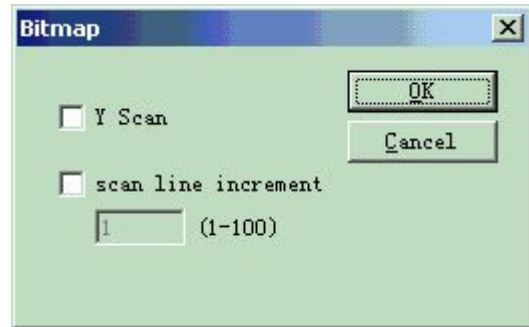 Bitmap
OK
Y Scan
Cancel
scan line increment
1 (1-100)